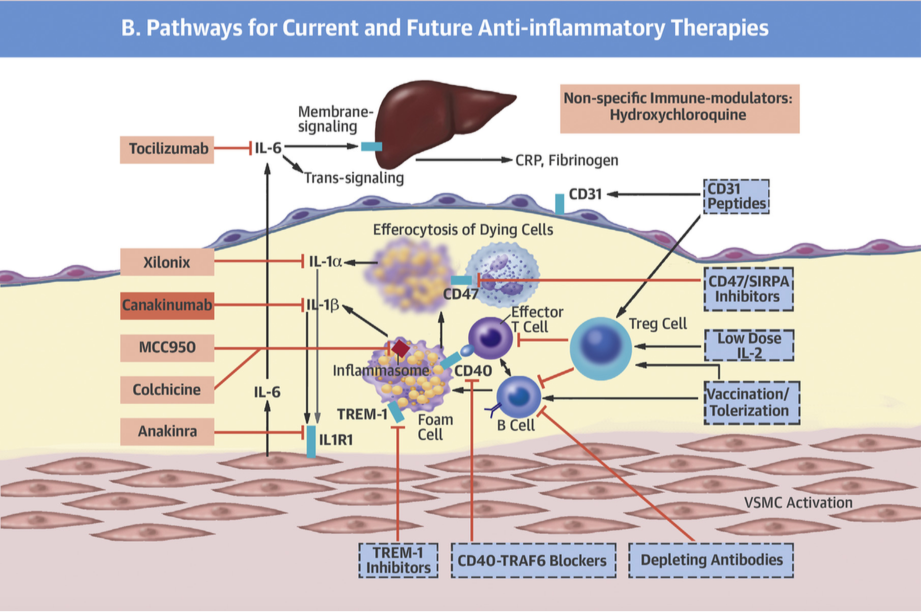 B. Pathways for Current and Future Anti-inflammatory Therapies
Non-specific Immune-modulators:
Hydroxychloroquine
Membrane-
signaling
Tocilizumab
IL-6
CRP, Fibrinogen
Trans-signaling
CD31
CD31
Peptides
Efferocytosis of Dying Cells
Xilonix
IL-1α
CD47
CD47/SIRPA
Inhibitors
Canakinumab
IL-1β
Effector
T Cell
Treg Cell
Low Dose
IL-2
MCC950
Inflammasome
CD40
Colchicine
IL-6
Vaccination/
Tolerization
TREM-1
Foam
Cell
B Cell
Anakinra
IL1R1
VSMC Activation
TREM-1
Inhibitors
CD40-TRAF6 Blockers
Depleting Antibodies